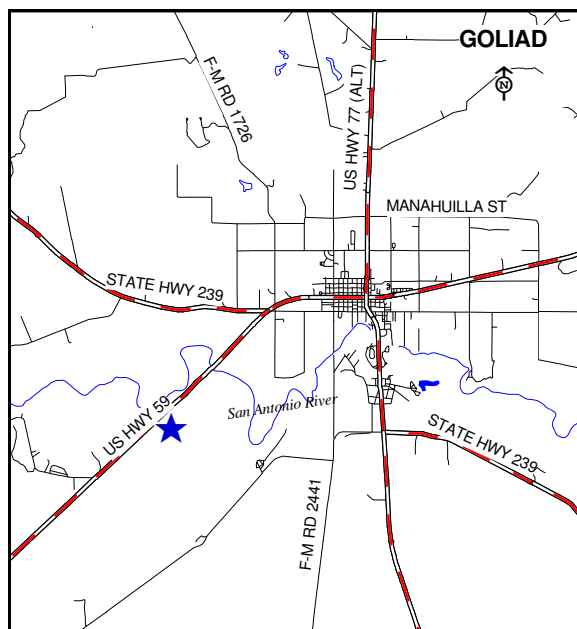 GOLIAD
N
F-M RD 1726
US HWY 77 (ALT)
MANAHUILLA ST
STATE HWY 239
US HWY 59
San Antonio River
STATE HWY 239
F-M RD 2441